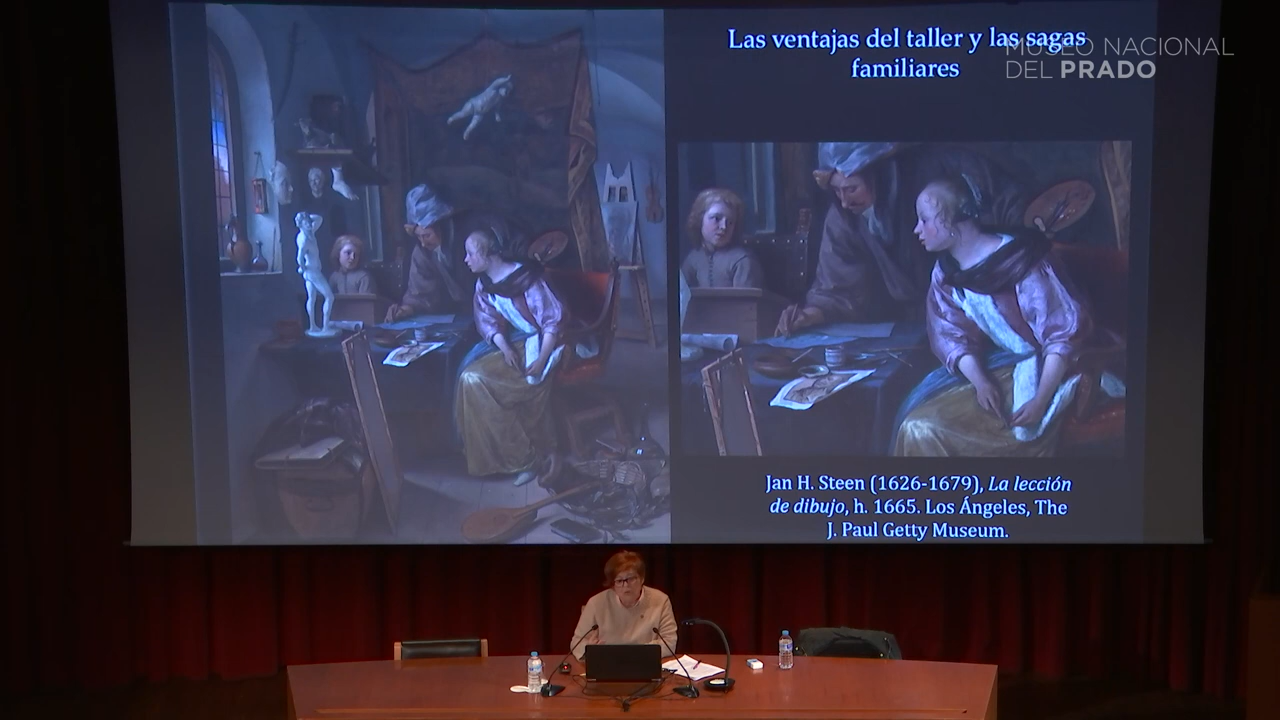 Las ventajas del taller y las sagas
familiares
MUSEO NACIONAL
DEL PRADO
Jan H. Steen (1626-1679), La lección
de dibujo, h. 1665. Los Ángeles, The
J. Paul Getty Museum.